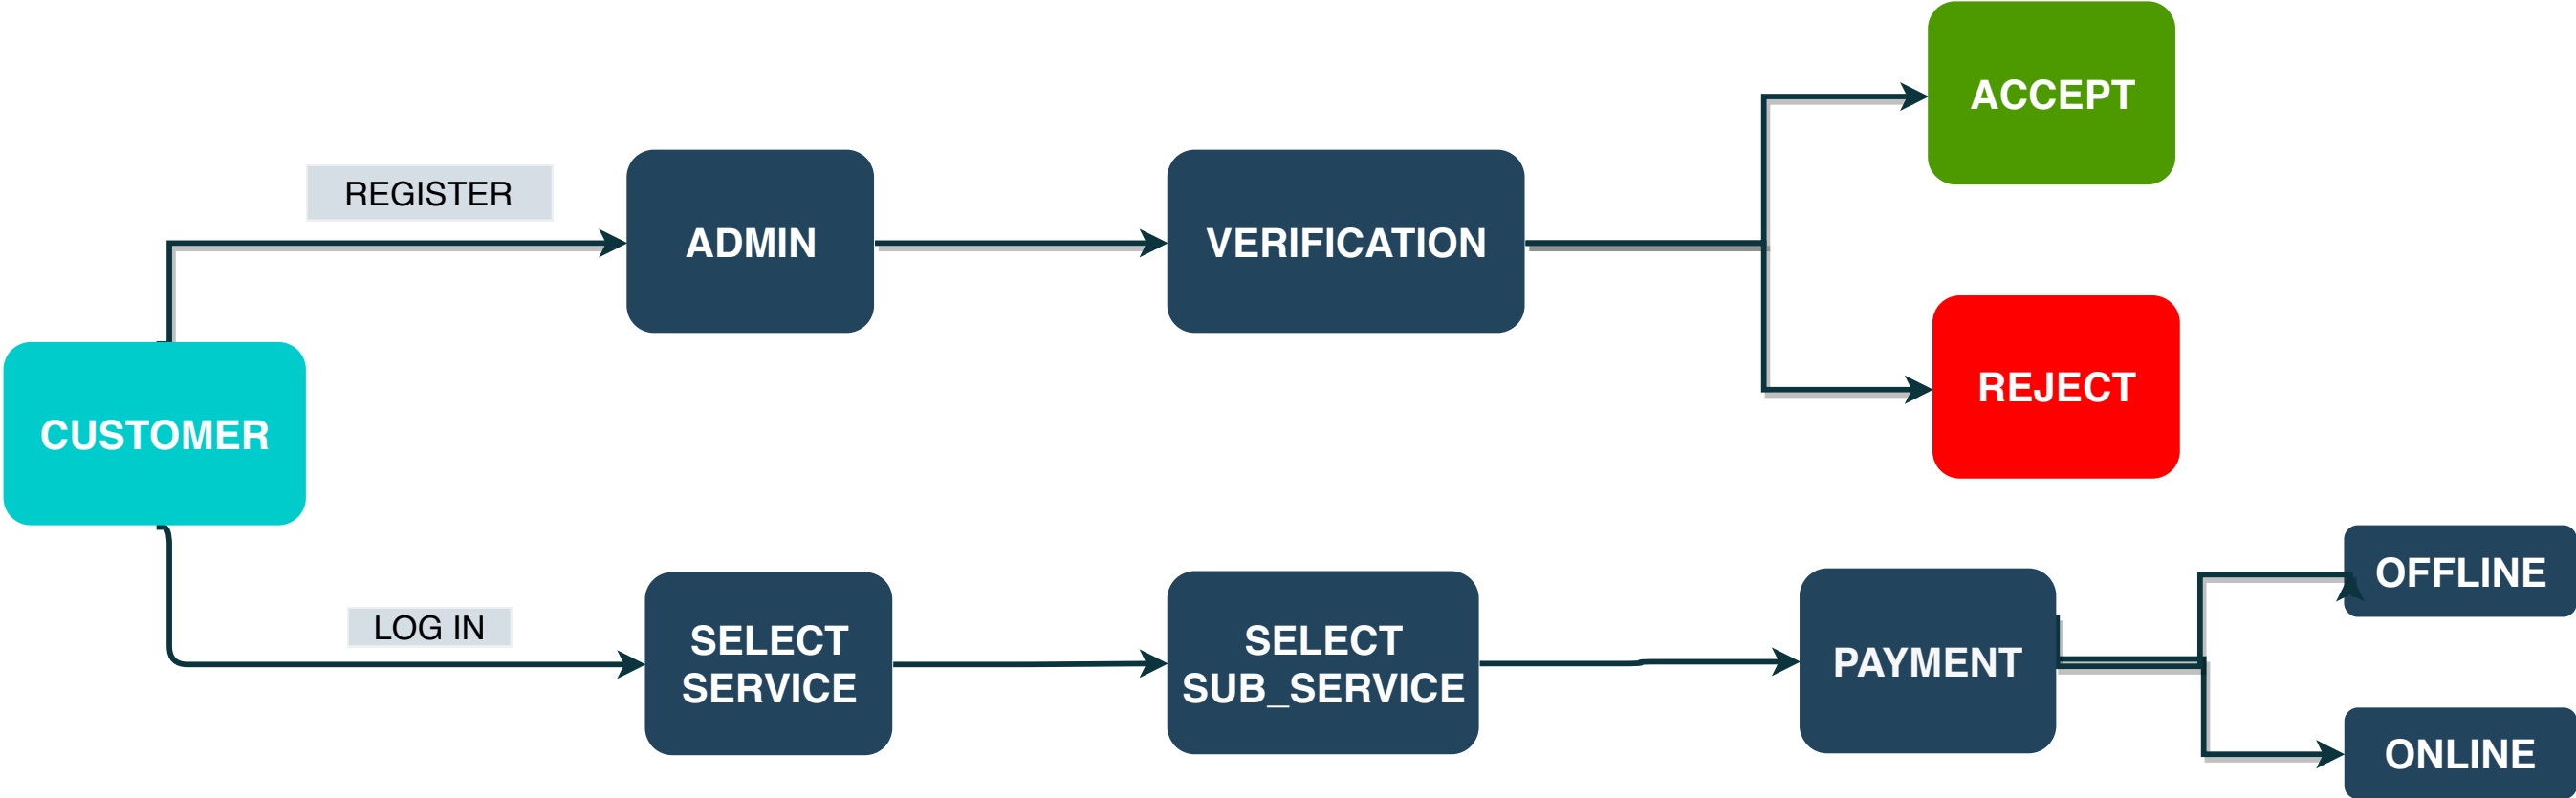 ACCEPT
REGISTER
ADMIN
VERIFICATION
REJECT
CUSTOMER
OFFLINE
LOG IN
SELECT
SERVICE
SELECT
SUB_SERVICE
PAYMENT
ONLINE